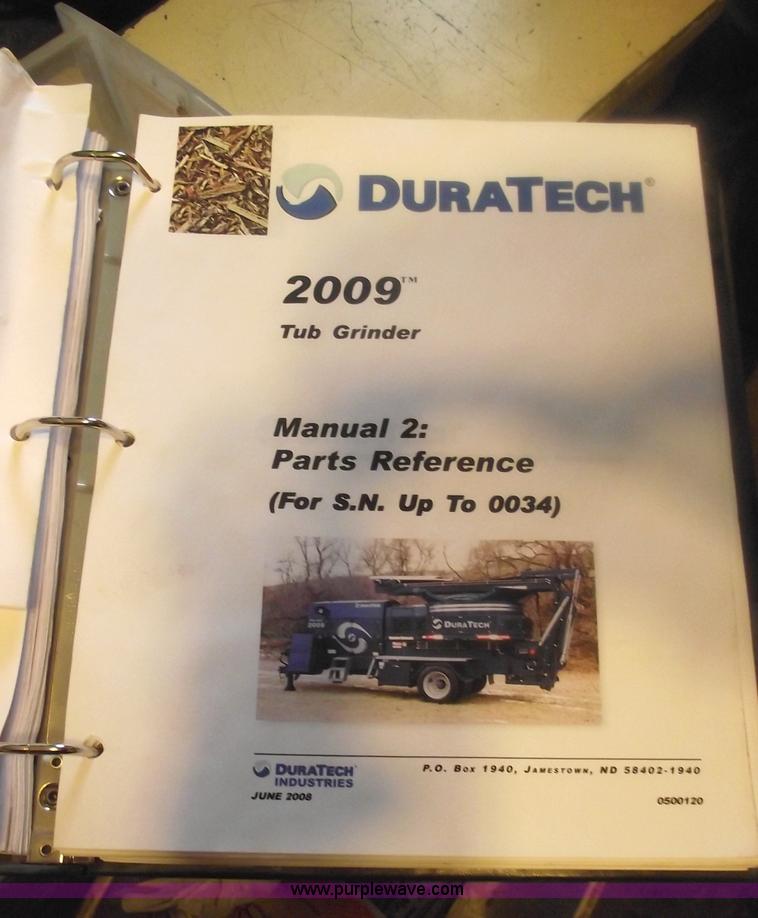 DURATECH®
2009™
Tub Grinder
Manual 2:
Parts Reference
(For S.N. Up To 0034)
2009
DURATECH
DURATECH
INDUSTRIES
P.O. Box 1940, Jamestown, ND 58402-1940
JUNE 2008
0500120
www.purplewave.com